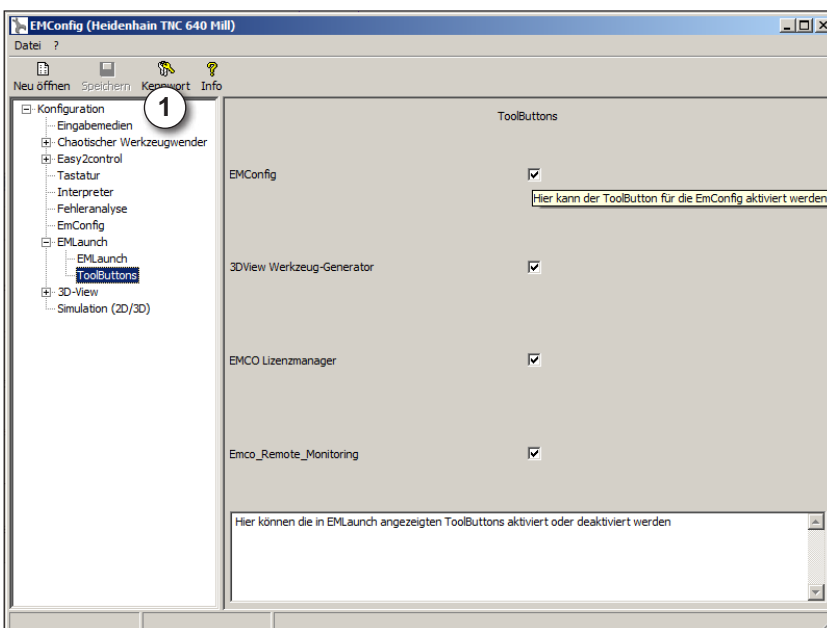 EMConfig (Heidenhain TNC 640 Mill)
Datei ?
Neu öffnen Speichern Kennwort Info
1
Konfiguration
Eingabemedien
Chaotischer Werkzeugwender
Easy2control
Tastatur
Interpreter
Fehleranalyse
EmConfig
EMLaunch
EMLaunch
ToolButtons
3D-View
Simulation (2D/3D)
ToolButtons
EMConfig
Hier kann der ToolButton für die EmConfig aktiviert werden
3DView Werkzeug-Generator
EMCO Lizenzmanager
Emco_Remote_Monitoring
Hier können die in EMLaunch angezeigten ToolButtons aktiviert oder deaktiviert werden